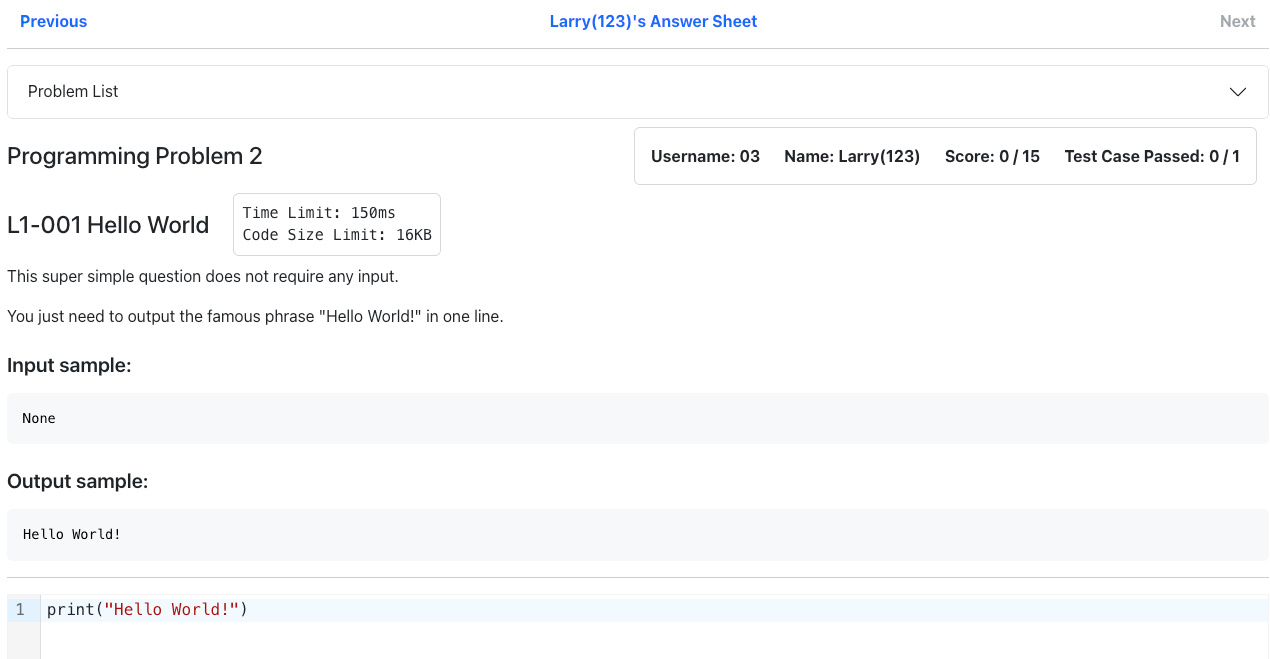 Previous
Larry(123)'s Answer Sheet
Next
Problem List
Programming Problem 2
Username: 03 Name: Larry(123) Score: 0 / 15 Test Case Passed: 0 / 1
L1-001 Hello World
Time Limit: 150ms
Code Size Limit: 16KB
This super simple question does not require any input.
You just need to output the famous phrase "Hello World!" in one line.
Input sample:
None
Output sample:
Hello World!
1 print("Hello World!")